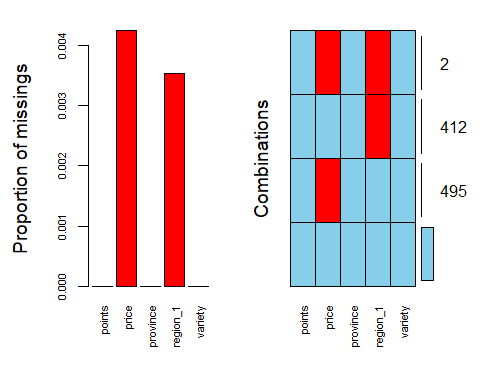 Proportion of missings
0.004
0.003
0.002
0.001
0.000
points
price
province
region_1
variety
Combinations
2
412
495
points
price
province
region_1
variety